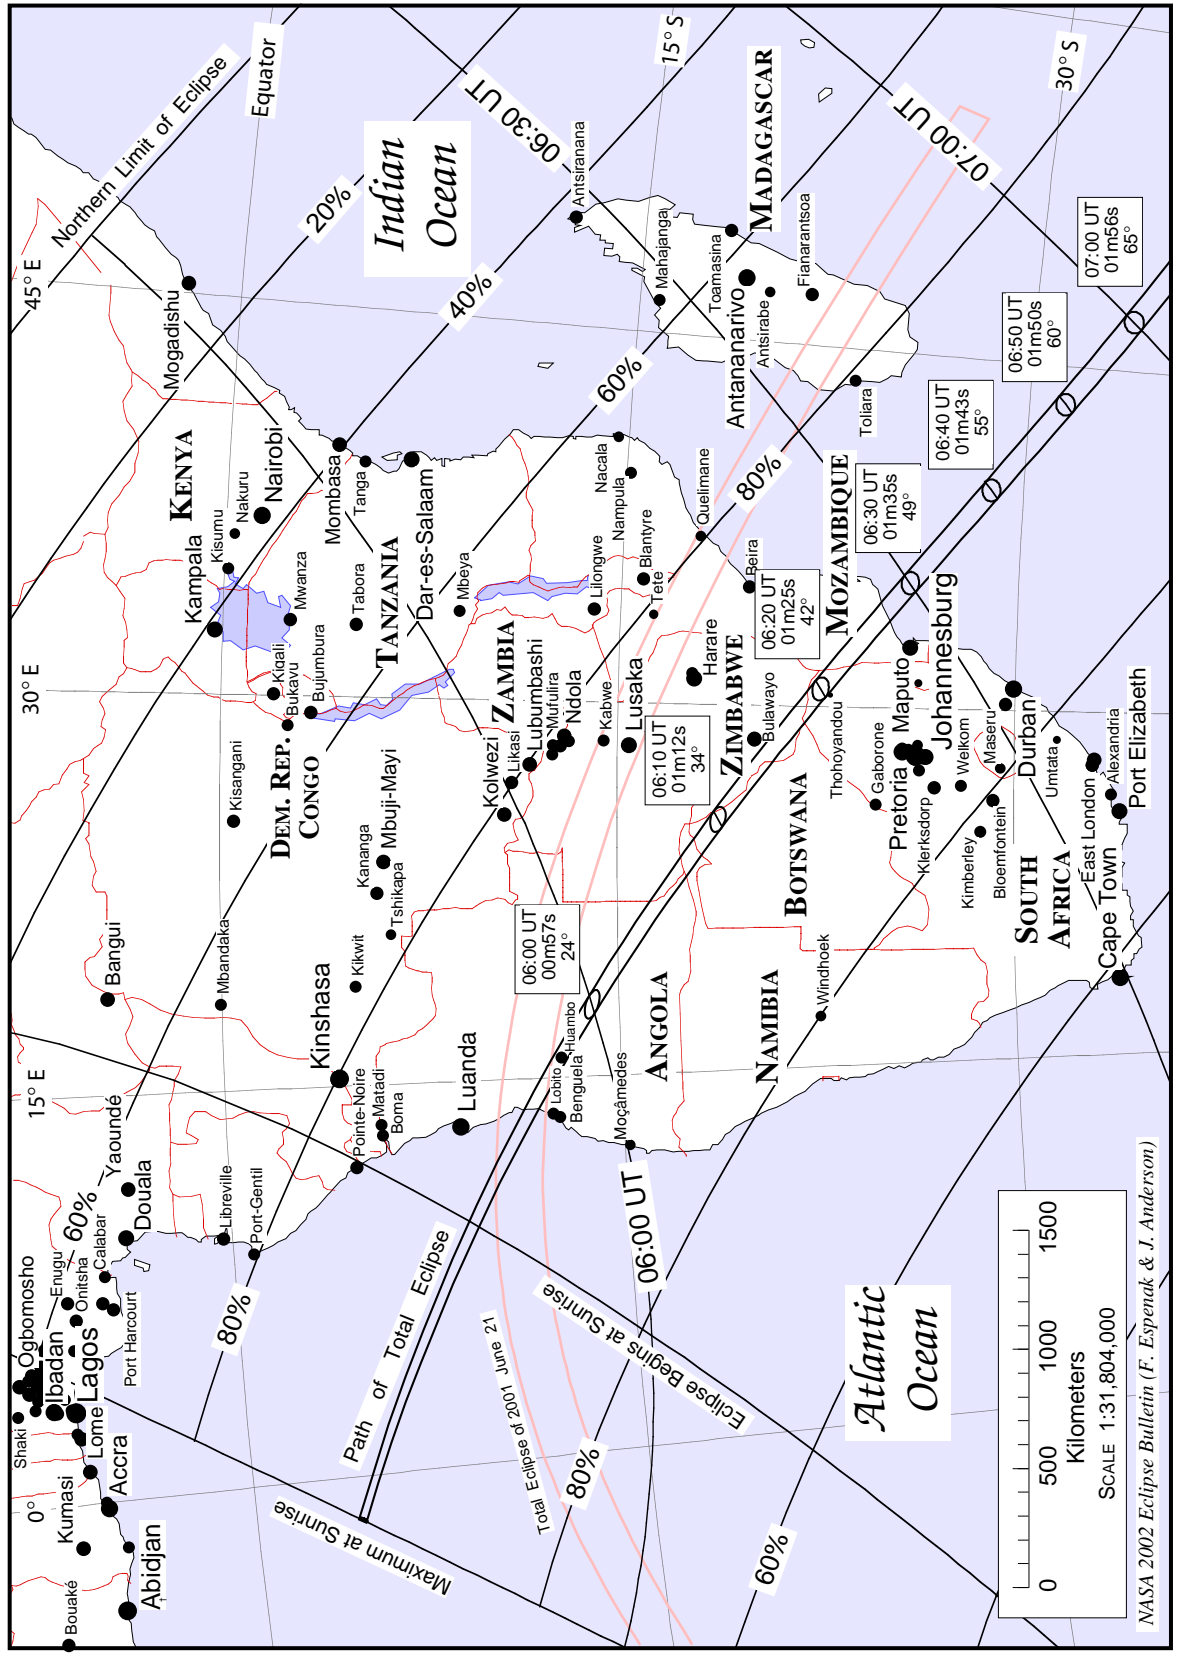 Northern Limit of Eclipse
Equator
15° S
30° S
45° E
30° E
15° E
0°
20%
40%
60%
80%
06:30 UT
07:00 UT
Indian
Ocean
MADAGASCAR
Antsiranana
Mahajanga
Toamasina
Antananarivo
Antsirabe
Fianarantsoa
Toliara
Mogadishu
KENYA
Nairobi
Nakuru
Kisumu
Kampala
Mombasa
Tanga
Dar-es-Salaam
TANZANIA
Mwanza
Tabora
Mbeya
Kigali
Bukavu
Bujumbura
Nacala
Nampula
Quelimane
Blantyre
Lilongwe
Tete
Beira
MOZAMBIQUE
ZAMBIA
Lubumbashi
Likasi
Kolwezi
Mufulira
Ndola
Kabwe
Lusaka
Harare
ZIMBABWE
Bulawayo
DEM. REP.
CONGO
Kisangani
Mbuji-Mayi
Kananga
Tshikapa
Kikwit
Mbandaka
Bangui
Kinshasa
Pointe-Noire
Matadi
Boma
Luanda
Lobito
Benguela
Huambo
Moçâmedes
ANGOLA
NAMIBIA
Windhoek
BOTSWANA
Gaborone
Thohoyandou
Maputo
Johannesburg
Pretoria
Klerksdorp
Welkom
Maseru
Kimberley
Bloemfontein
Durban
Umtata
East London
Alexandria
Port Elizabeth
Cape Town
SOUTH
AFRICA
06:00 UT
00m57s
24°
06:10 UT
01m12s
34°
06:20 UT
01m25s
42°
06:30 UT
01m35s
49°
06:40 UT
01m43s
55°
06:50 UT
01m50s
60°
07:00 UT
01m56s
65°
Yaoundé
Douala
Libreville
Port-Gentil
Calabar
Enugu
Onitsha
Port Harcourt
Ogbomosho
Ibadan
Lagos
Shaki
Lome
Accra
Kumasi
Abidjan
Bouaké
60%
80%
80%
60%
Path of Total Eclipse
Total Eclipse of 2001 June 21
Maximum at Sunrise
Eclipse Begins at Sunrise
06:00 UT
Atlantic
Ocean
0 500 1000 1500
Kilometers
SCALE 1:31,804,000
NASA 2002 Eclipse Bulletin (F. Espenak & J. Anderson)